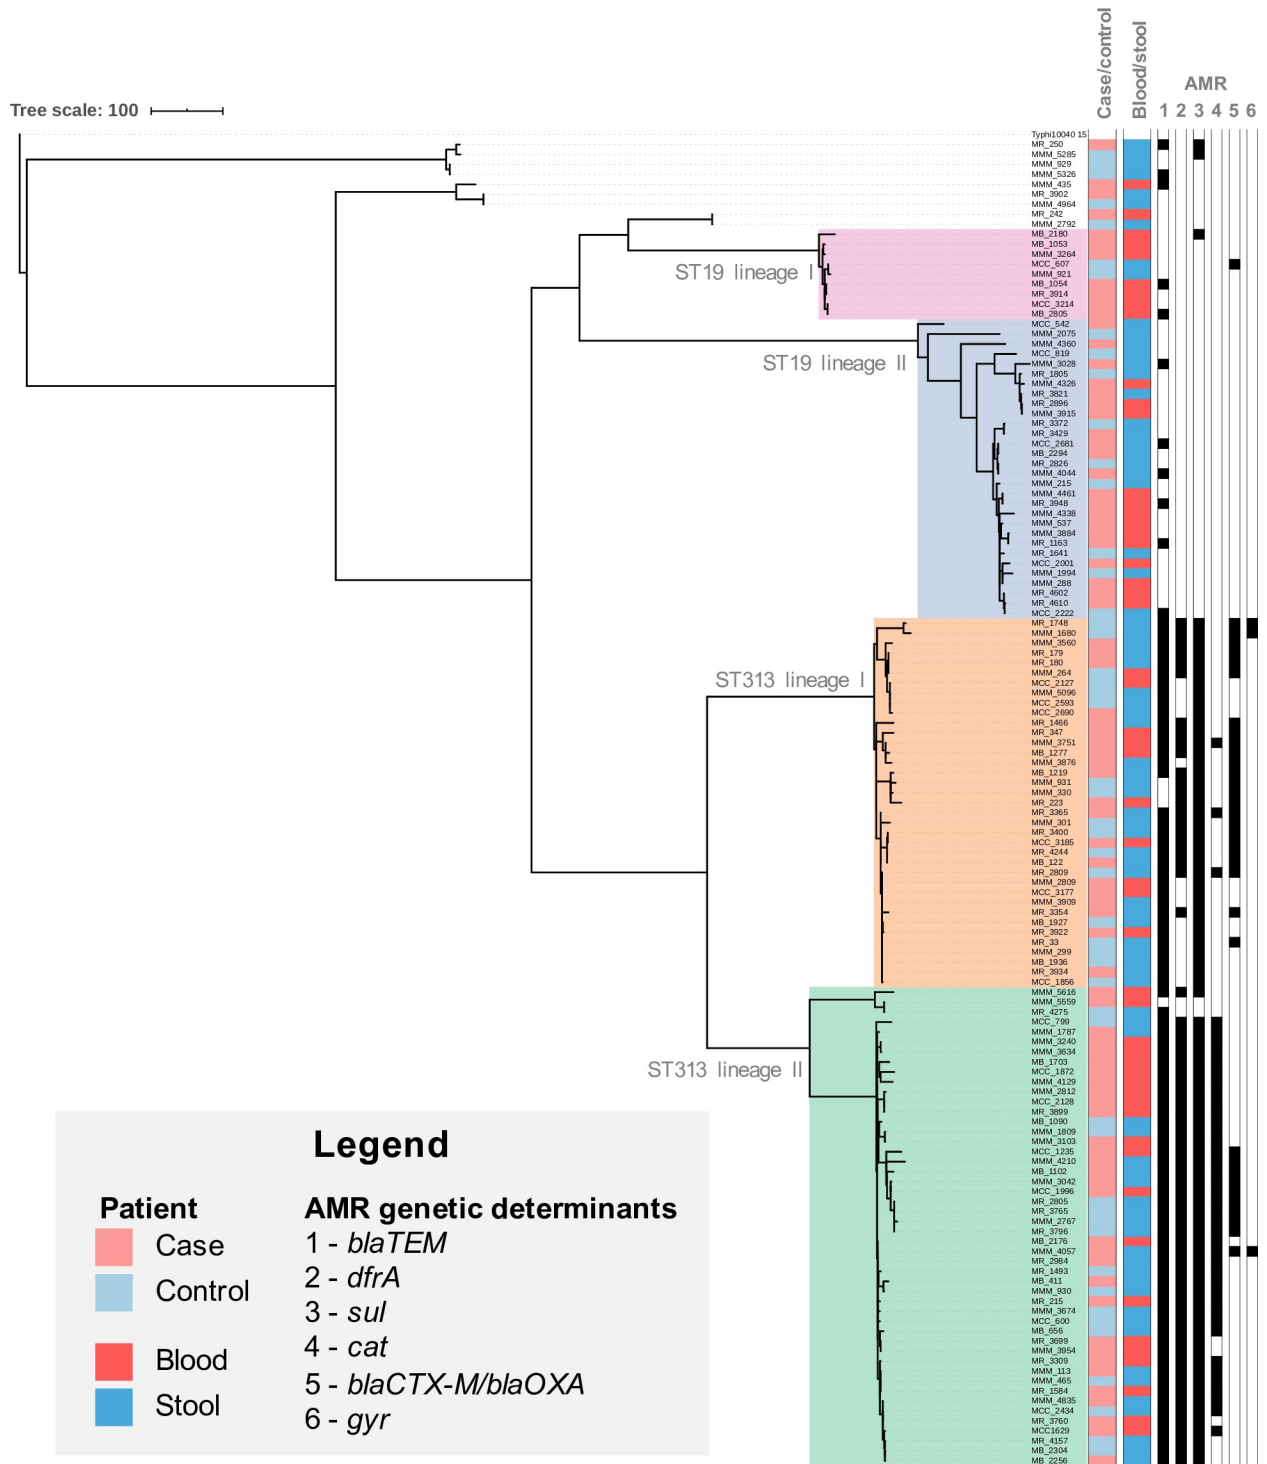 Case/control
Blood/stool
AMR
1 2 3 4 5 6
Tree scale: 100
Typhi10040 15
MR_250
MMM_5285
MMM_929
MMM_5326
MMM_435
MR_3902
MMM_4964
MR_242
MMM_2792
MB_2180
MB_1053
MMM_3264
MCC_607
MMM_921
MB_1054
MR_3914
MCC_3214
MB_2805
ST19 lineage I
MCC_542
MMM_2075
MMM_4360
MCC_819
MMM_3028
MR_1805
MMM_4326
MR_3821
MR_2896
MMM_3915
MR_3372
MR_3429
MCC_2681
MB_2294
MR_2826
MMM_4044
MMM_215
MMM_4461
MR_3948
MMM_4338
MMM_537
MMM_3884
MR_1163
MR_1641
MCC_2001
MMM_1994
MMM_288
MR_4602
MR_4610
MCC_2222
ST19 lineage II
MR_1748
MMM_1680
MMM_3560
MR_179
MR_180
MMM_264
MCC_2127
MMM_5096
MCC_2593
MCC_2690
MR_1466
MR_347
MMM_3751
MB_1277
MMM_3876
MB_1219
MMM_931
MMM_330
MR_223
MR_3365
MMM_301
MR_3400
MCC_3185
MR_4244
MB_122
MR_2809
MMM_2809
MCC_3177
MMM_3909
MR_3354
MB_1927
MR_3922
MR_33
MMM_299
MB_1936
MR_3934
MCC_1856
ST313 lineage I
MMM_5616
MMM_5559
MR_4275
MCC_799
MMM_1787
MMM_3240
MMM_3634
MB_1703
MCC_1872
MMM_4129
MMM_2812
MCC_2128
MR_3899
MB_1090
MMM_1809
MMM_3103
MCC_1235
MMM_4210
MB_1102
MMM_3042
MCC_1996
MR_2805
MR_3765
MMM_2767
MR_3796
MB_2176
MMM_4057
MR_2984
MR_1493
MB_411
MMM_930
MR_215
MMM_3674
MCC_600
MB_656
MR_3699
MMM_3954
MR_3309
MMM_113
MMM_465
MR_1584
MMM_4835
MCC_2434
MR_3760
MCC1629
MR_4157
MB_2304
MB_2256
ST313 lineage II
Legend
Patient
Case
Control
Blood
Stool
AMR genetic determinants
1 - blaTEM
2 - dfrA
3 - sul
4 - cat
5 - blaCTX-M/blaOXA
6 - gyr